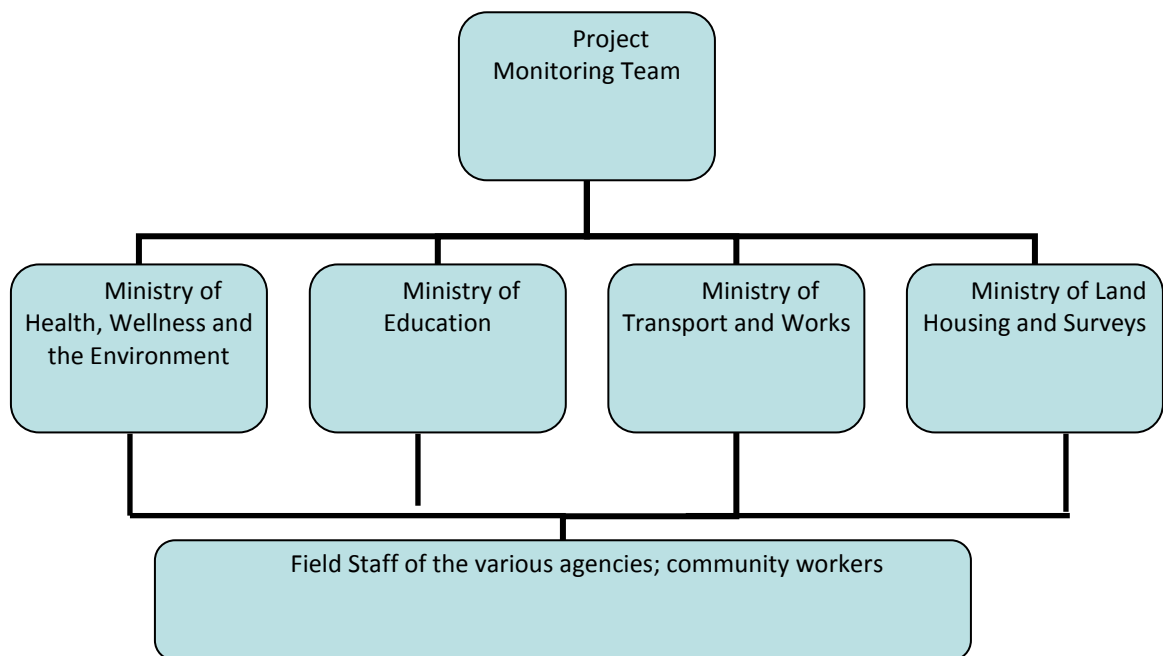 Project
Monitoring Team
Ministry of
Health, Wellness and
the Environment
Ministry of
Education
Ministry of
Transport and Works
Ministry of Land
Housing and Surveys
Field Staff of the various agencies; community workers